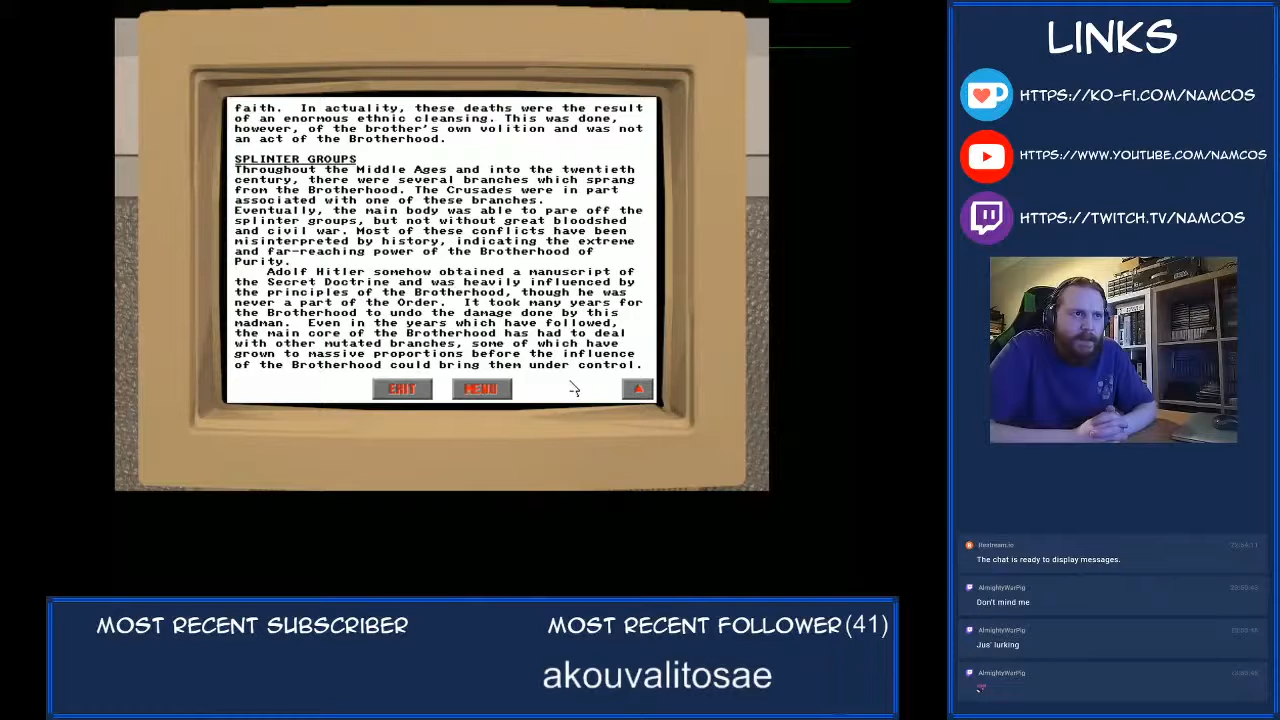 faith. In actuality, these deaths were the result
of an enormous ethnic cleansing. This was done,
however, of the brother's own volition and was not
an act of the Brotherhood.
SPLINTER GROUPS
Throughout the Middle Ages and into the twentieth
century, there were several branches which sprang
from the Brotherhood. The Crusades were in part
associated with one of these branches.
Eventually, the main body was able to pare off the
splinter groups, but not without great bloodshed
and civil war. Most of these conflicts have been
misinterpreted by history, indicating the extreme
and far-reaching power of the Brotherhood of
Purity.
Adolf Hitler somehow obtained a manuscript of
the Secret Doctrine and was heavily influenced by
the principles of the Brotherhood, though he was
never a part of the Order. It took many years for
the Brotherhood to undo the damage done by this
madman. Even in the years which have followed,
the main core of the Brotherhood has had to deal
with other mutated branches, some of which have
grown to massive proportions before the influence
of the Brotherhood could bring them under control.
EXIT
MENU
LINKS
HTTPS://KO-FI.COM/NAMCOS
HTTPS://WWW.YOUTUBE.COM/NAMCOS
HTTPS://TWITCH.TV/NAMCOS
Restream.io
The chat is ready to display messages.
AlmightyWarPig
Don't mind me
AlmightyWarPig
Jus' lurking
AlmightyWarPig
MOST RECENT SUBSCRIBER
MOST RECENT FOLLOWER (41)
akouvalitosae